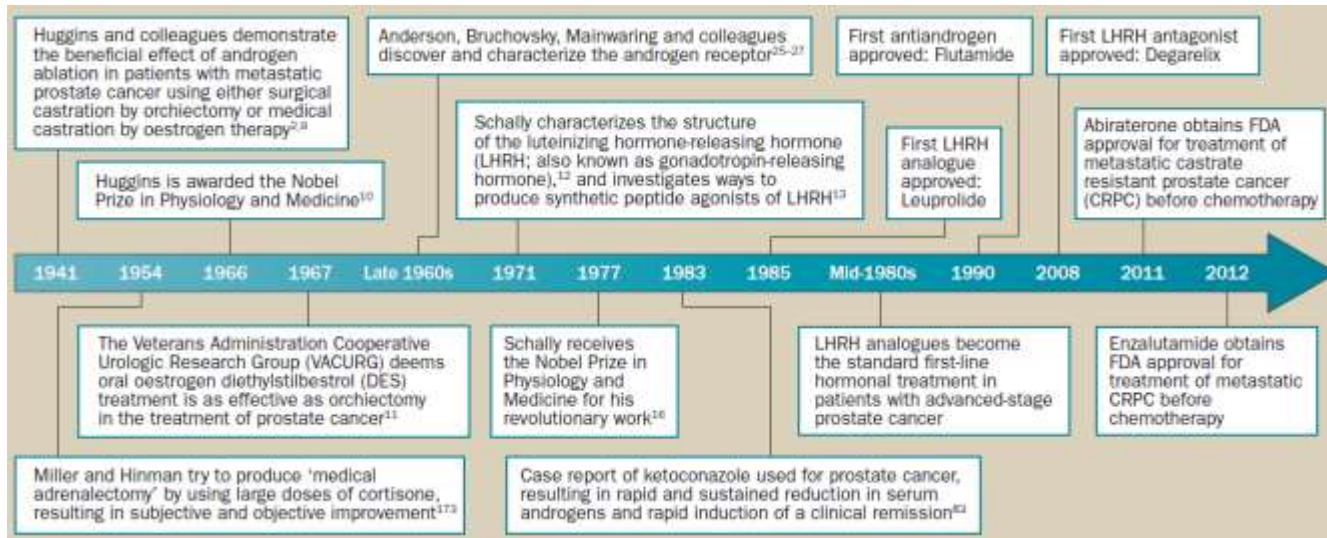 Huggins and colleagues demonstrate
the beneficial effect of androgen
ablation in patients with metastatic
prostate cancer using either surgical
castration by orchiectomy or medical
castration by oestrogen therapy2,8
Anderson, Bruchovsky, Mainwaring and colleagues
discover and characterize the androgen receptor25–27
First antiandrogen
approved: Flutamide
First LHRH antagonist
approved: Degarelix
Huggins is awarded the Nobel
Prize in Physiology and Medicine10
Schally characterizes the structure
of the luteinizing hormone-releasing hormone
(LHRH; also known as gonadotropin-releasing
hormone),12 and investigates ways to
produce synthetic peptide agonists of LHRH13
First LHRH
analogue
approved:
Leuprolide
Abiraterone obtains FDA
approval for treatment of
metastatic castrate
resistant prostate cancer
(CRPC) before chemotherapy
1941 1954 1966 1967 Late 1960s 1971 1977 1983 1985 Mid-1980s 1990 2008 2011 2012
The Veterans Administration Cooperative
Urologic Research Group (VACURG) deems
oral oestrogen diethylstilbestrol (DES)
treatment is as effective as orchiectomy
in the treatment of prostate cancer11
Schally receives
the Nobel Prize in
Physiology and
Medicine for his
revolutionary work16
LHRH analogues become
the standard first-line
hormonal treatment in
patients with advanced-stage
prostate cancer
Enzalutamide obtains
FDA approval for
treatment of metastatic
CRPC before
chemotherapy
Miller and Hinman try to produce ‘medical
adrenalectomy’ by using large doses of cortisone,
resulting in subjective and objective improvement173
Case report of ketoconazole used for prostate cancer,
resulting in rapid and sustained reduction in serum
androgens and rapid induction of a clinical remission83